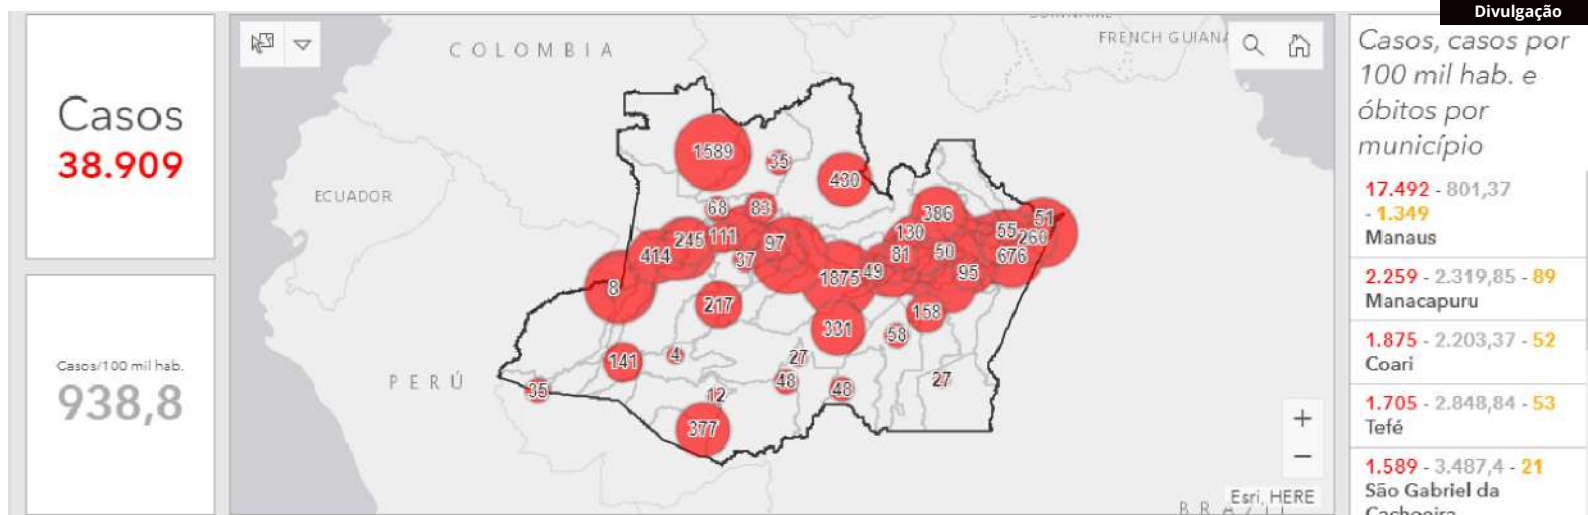 Divulgação
Casos
38.909
Casos/100 mil hab.
938,8
COLOMBIA
FRENCH GUIANA
ECUADOR
PERÚ
1589
35
430
68
83
386
51
245
111
97
130
55
260
414
37
81
50
676
8
1875
49
95
217
158
331
58
141
4
27
35
48
48
27
12
377
+
−
Esri, HERE
BRAZIL
Casos, casos por
100 mil hab. e
óbitos por
município
17.492 - 801,37
- 1.349
Manaus
2.259 - 2.319,85 - 89
Manacapuru
1.875 - 2.203,37 - 52
Coari
1.705 - 2.848,84 - 53
Tefé
1.589 - 3.487,4 - 21
São Gabriel da
Cachoeira